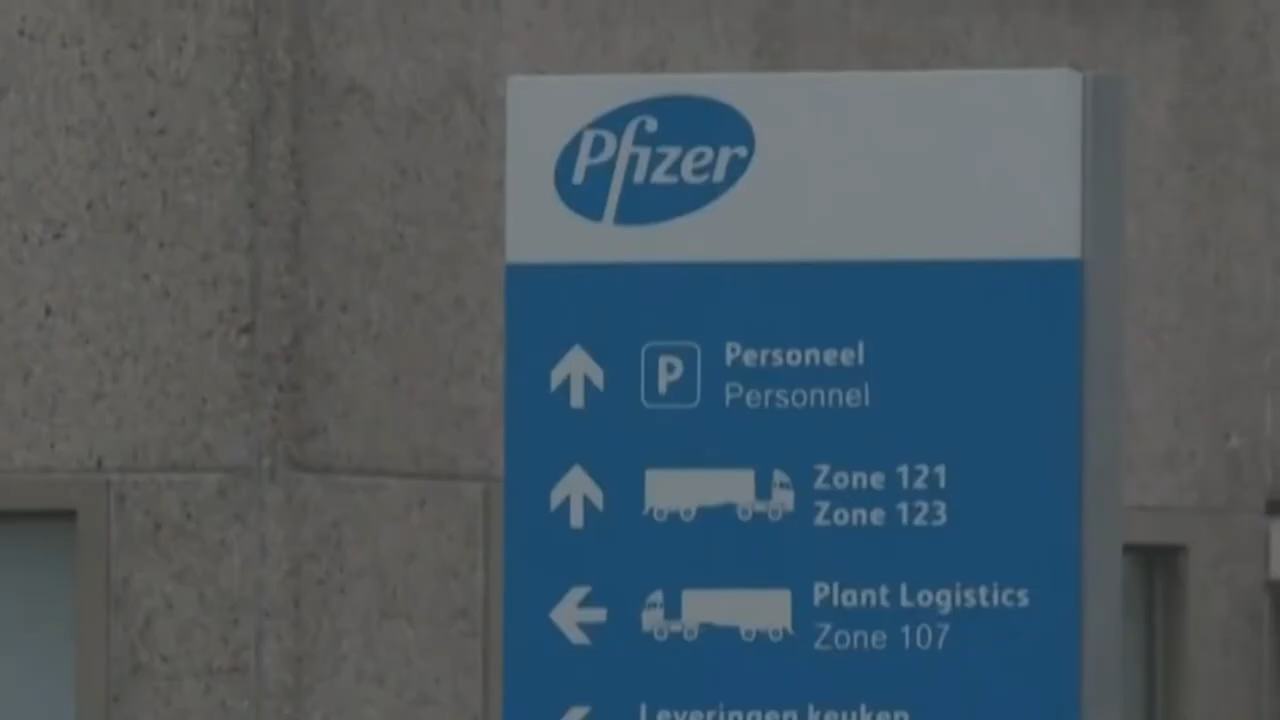 Pfizer
P
Personeel
Personnel
Zone 121
Zone 123
Plant Logistics
Zone 107
Leveringen keuken